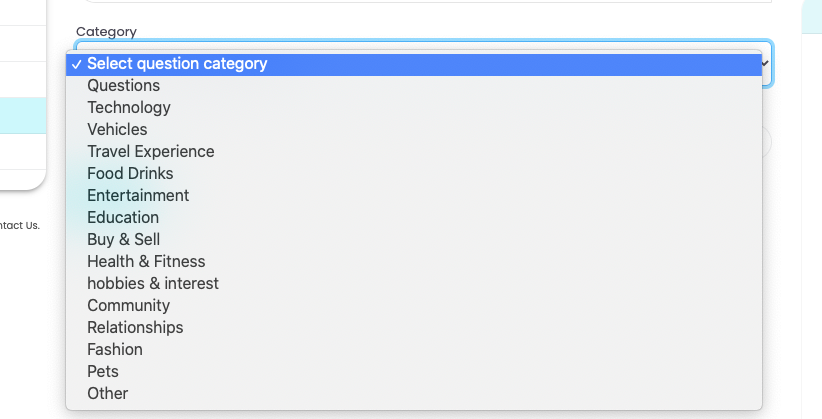 Category
✓ Select question category
Questions
Technology
Vehicles
Travel Experience
Food Drinks
Entertainment
Education
Buy & Sell
Health & Fitness
hobbies & interest
Community
Relationships
Fashion
Pets
Other
Us.